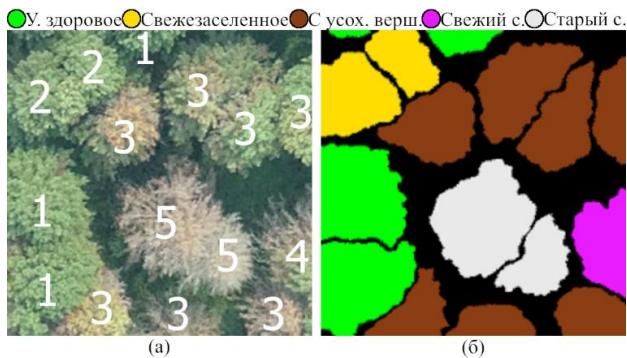 У. здоровое Свежезаселенное С усох. верш. Свежий с. Старый с.
1
2 2
3 3 3 3
1 5 5 4
1 3 3 3
(а) (б)